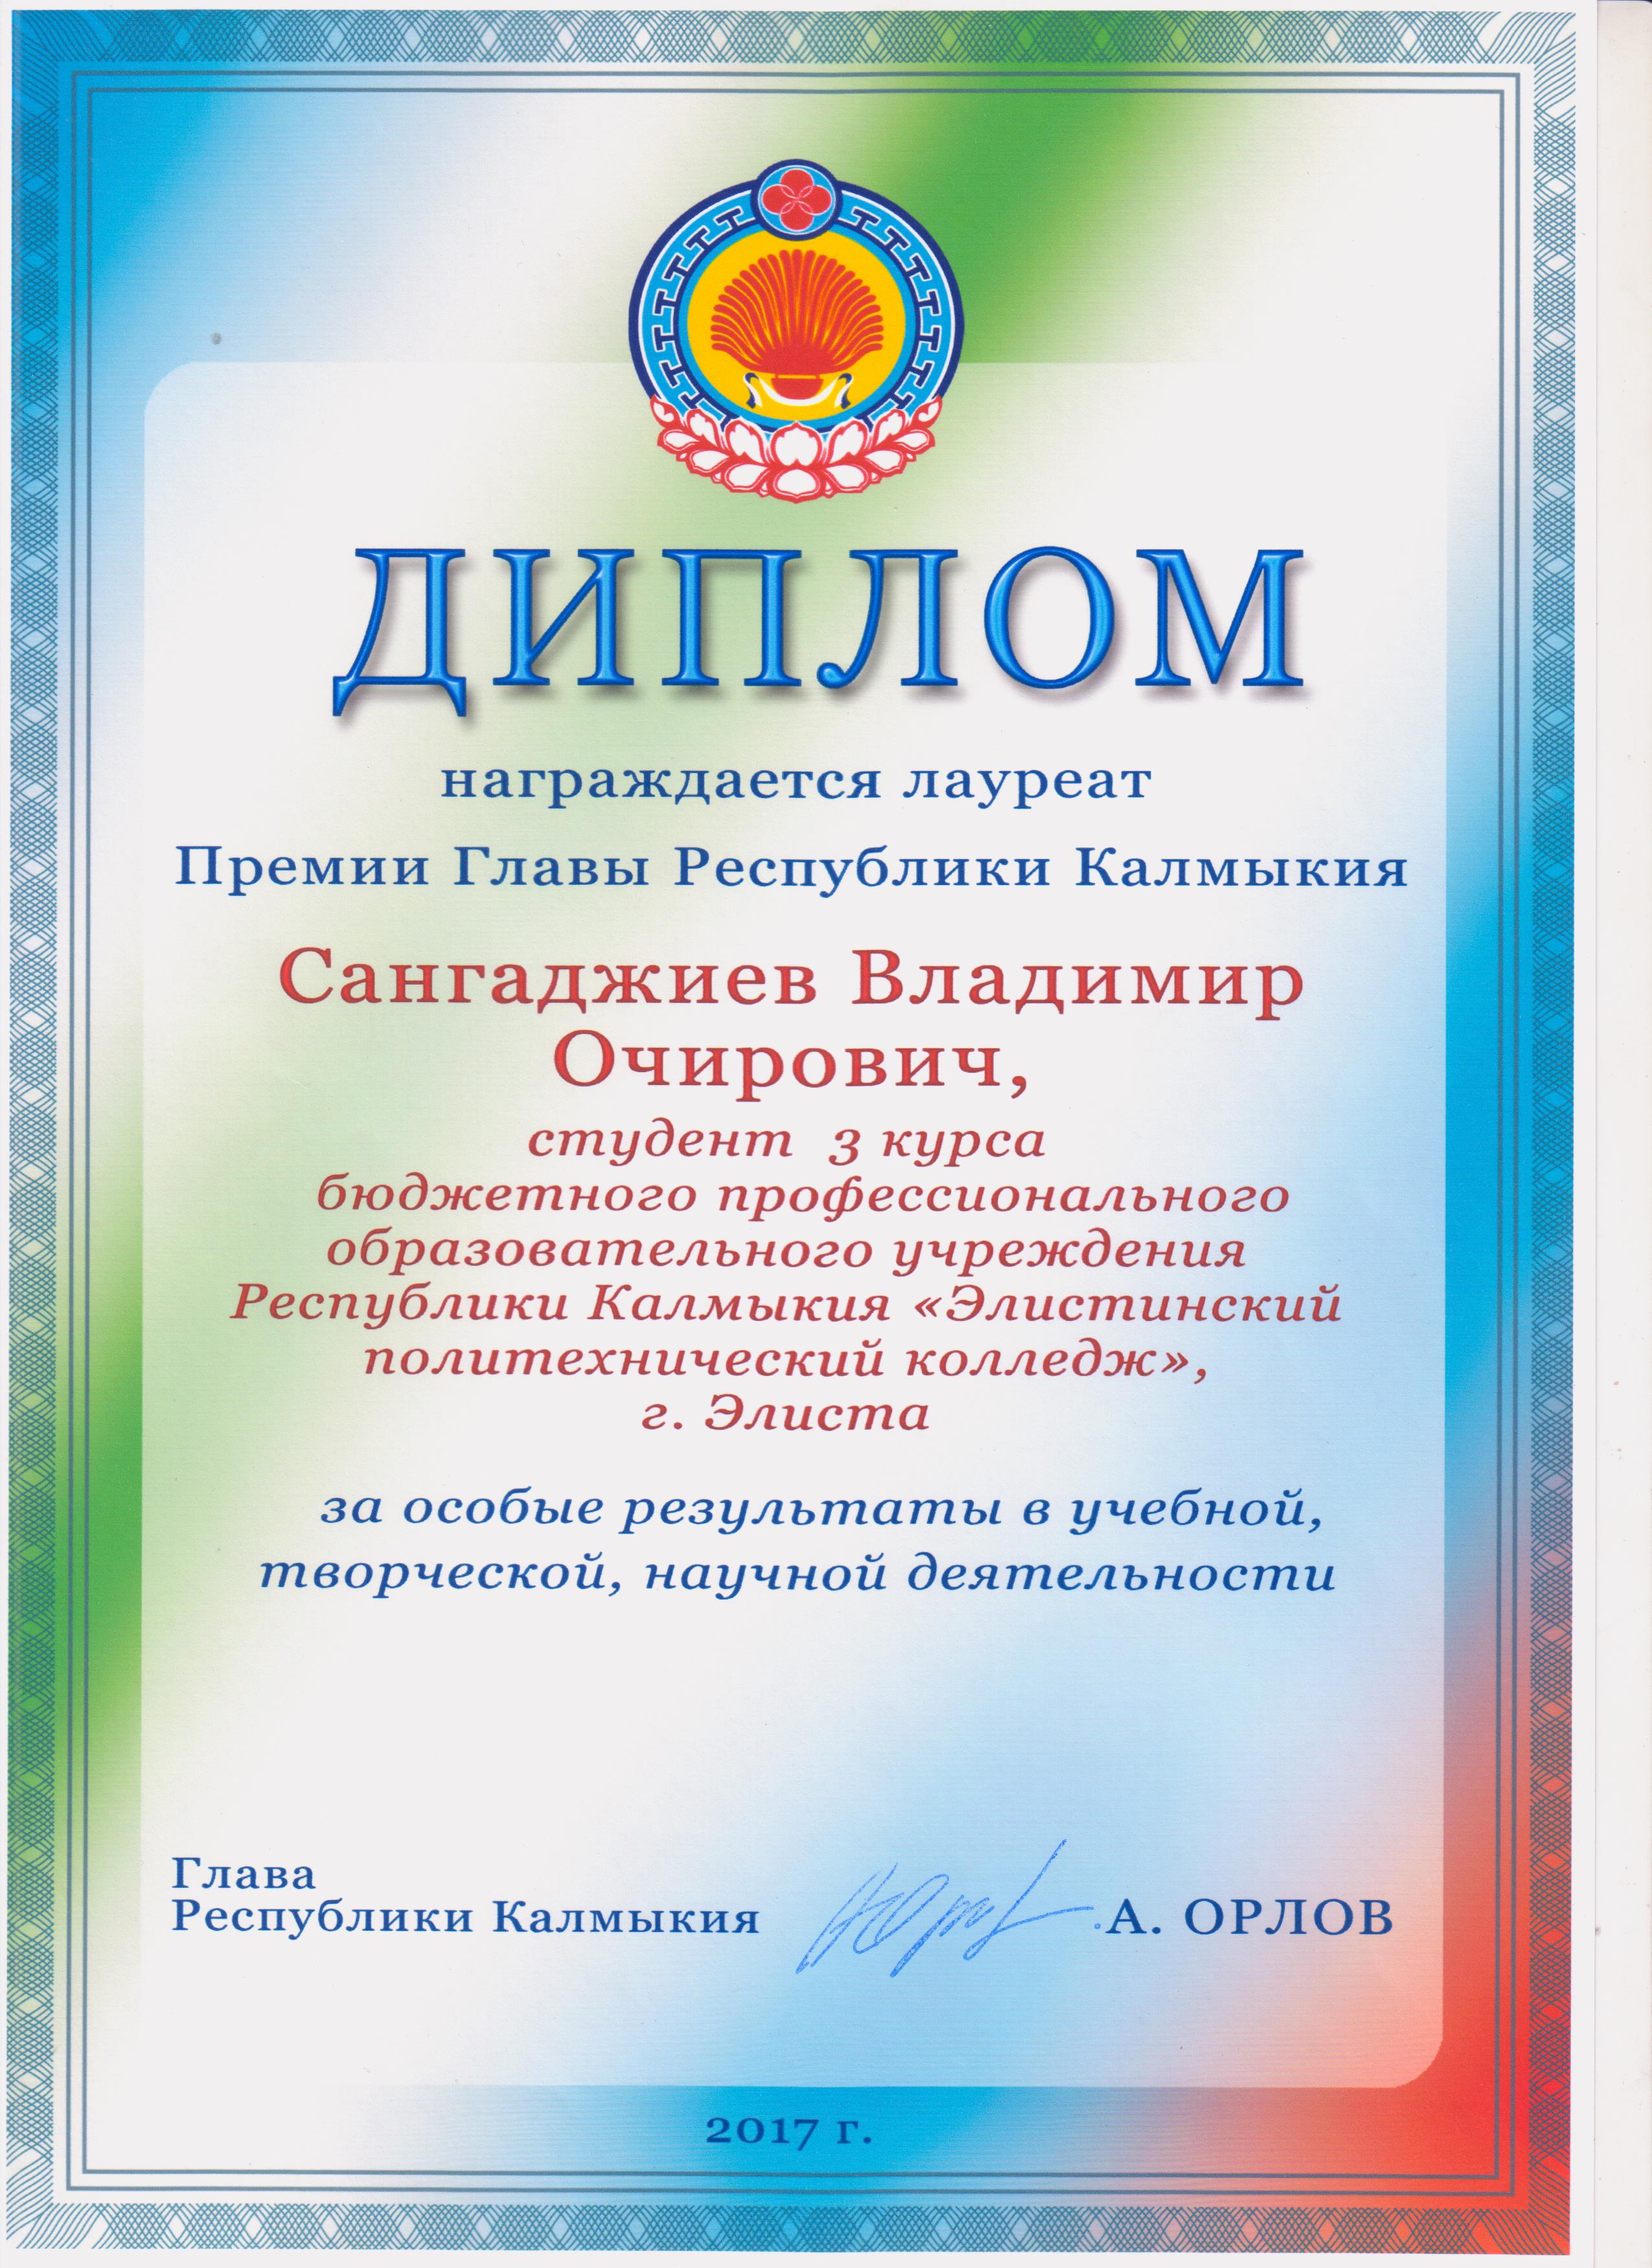 ДИПЛОМ
награждается лауреат
Премии Главы Республики Калмыкия
Сангаджиев Владимир
Очирович,
студент 3 курса
бюджетного профессионального
образовательного учреждения
Республики Калмыкия «Элистинский
политехнический колледж»,
г. Элиста
за особые результаты в учебной,
творческой, научной деятельности
Глава
Республики Калмыкия А. ОРЛОВ
2017 г.